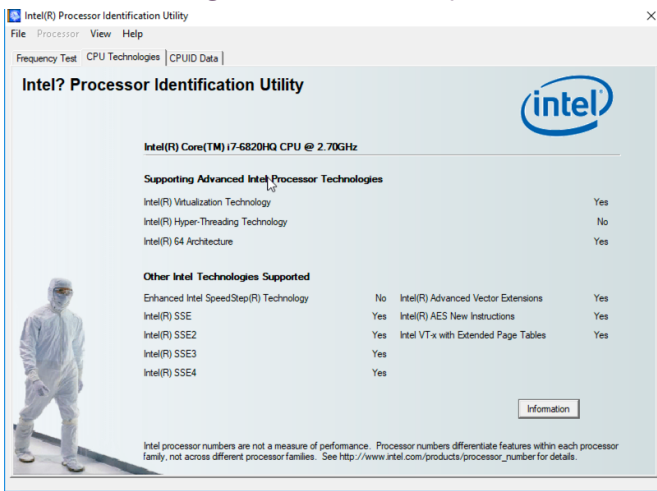 Intel(R) Processor Identification Utility
File Processor View Help
Frequency Test CPU Technologies CPUID Data
Intel? Processor Identification Utility
intel
Intel(R) Core(TM) i7-6820HQ CPU @ 2.70GHz
Supporting Advanced Intel Processor Technologies
Intel(R) Virtualization Technology Yes
Intel(R) Hyper-Threading Technology No
Intel(R) 64 Architecture Yes
Other Intel Technologies Supported
Enhanced Intel SpeedStep(R) Technology No Intel(R) Advanced Vector Extensions Yes
Intel(R) SSE Yes Intel(R) AES New Instructions Yes
Intel(R) SSE2 Yes Intel VT-x with Extended Page Tables Yes
Intel(R) SSE3 Yes
Intel(R) SSE4 Yes
Information
Intel processor numbers are not a measure of performance. Processor numbers differentiate features within each processor
family, not across different processor families. See http://www.intel.com/products/processor_number for details.